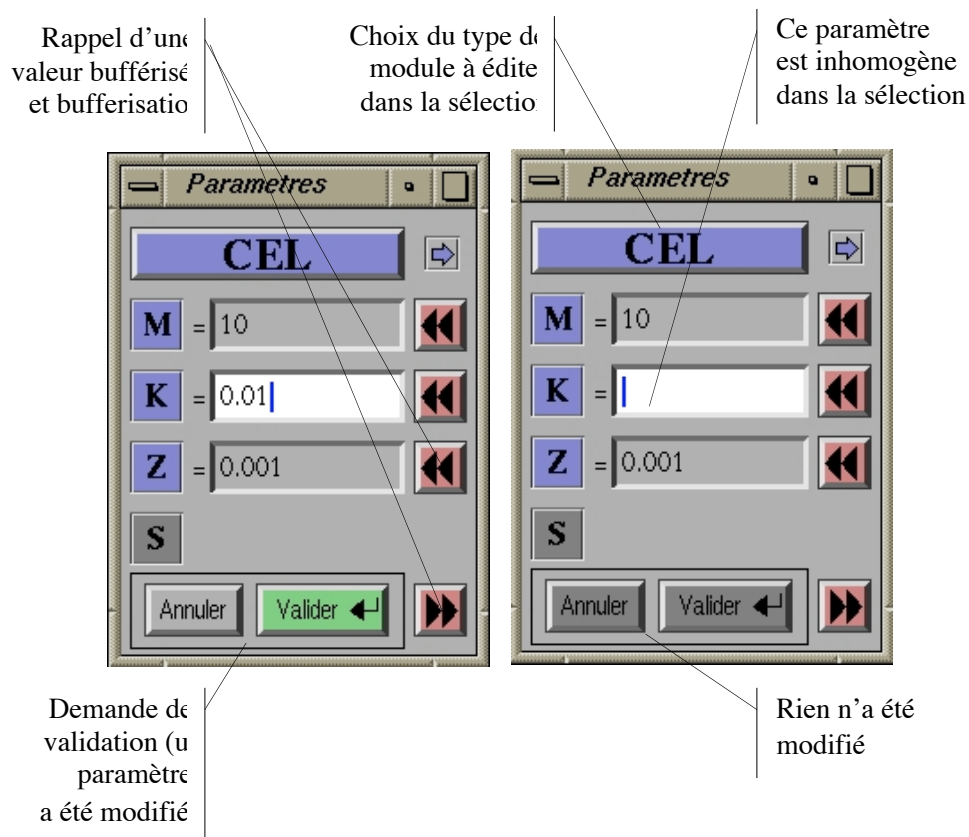 Rappel d’une
valeur bufférisé
et bufferisatio
Choix du type de
module à édite
dans la sélectio
Ce paramètre
est inhomogène
dans la sélection
Parametres
CEL
M = 10
K = 0.01
Z = 0.001
S
Annuler Valider
Parametres
CEL
M = 10
K =
Z = 0.001
S
Annuler Valider
Demande de
validation (u
paramètre
a été modifié
Rien n’a été
modifié